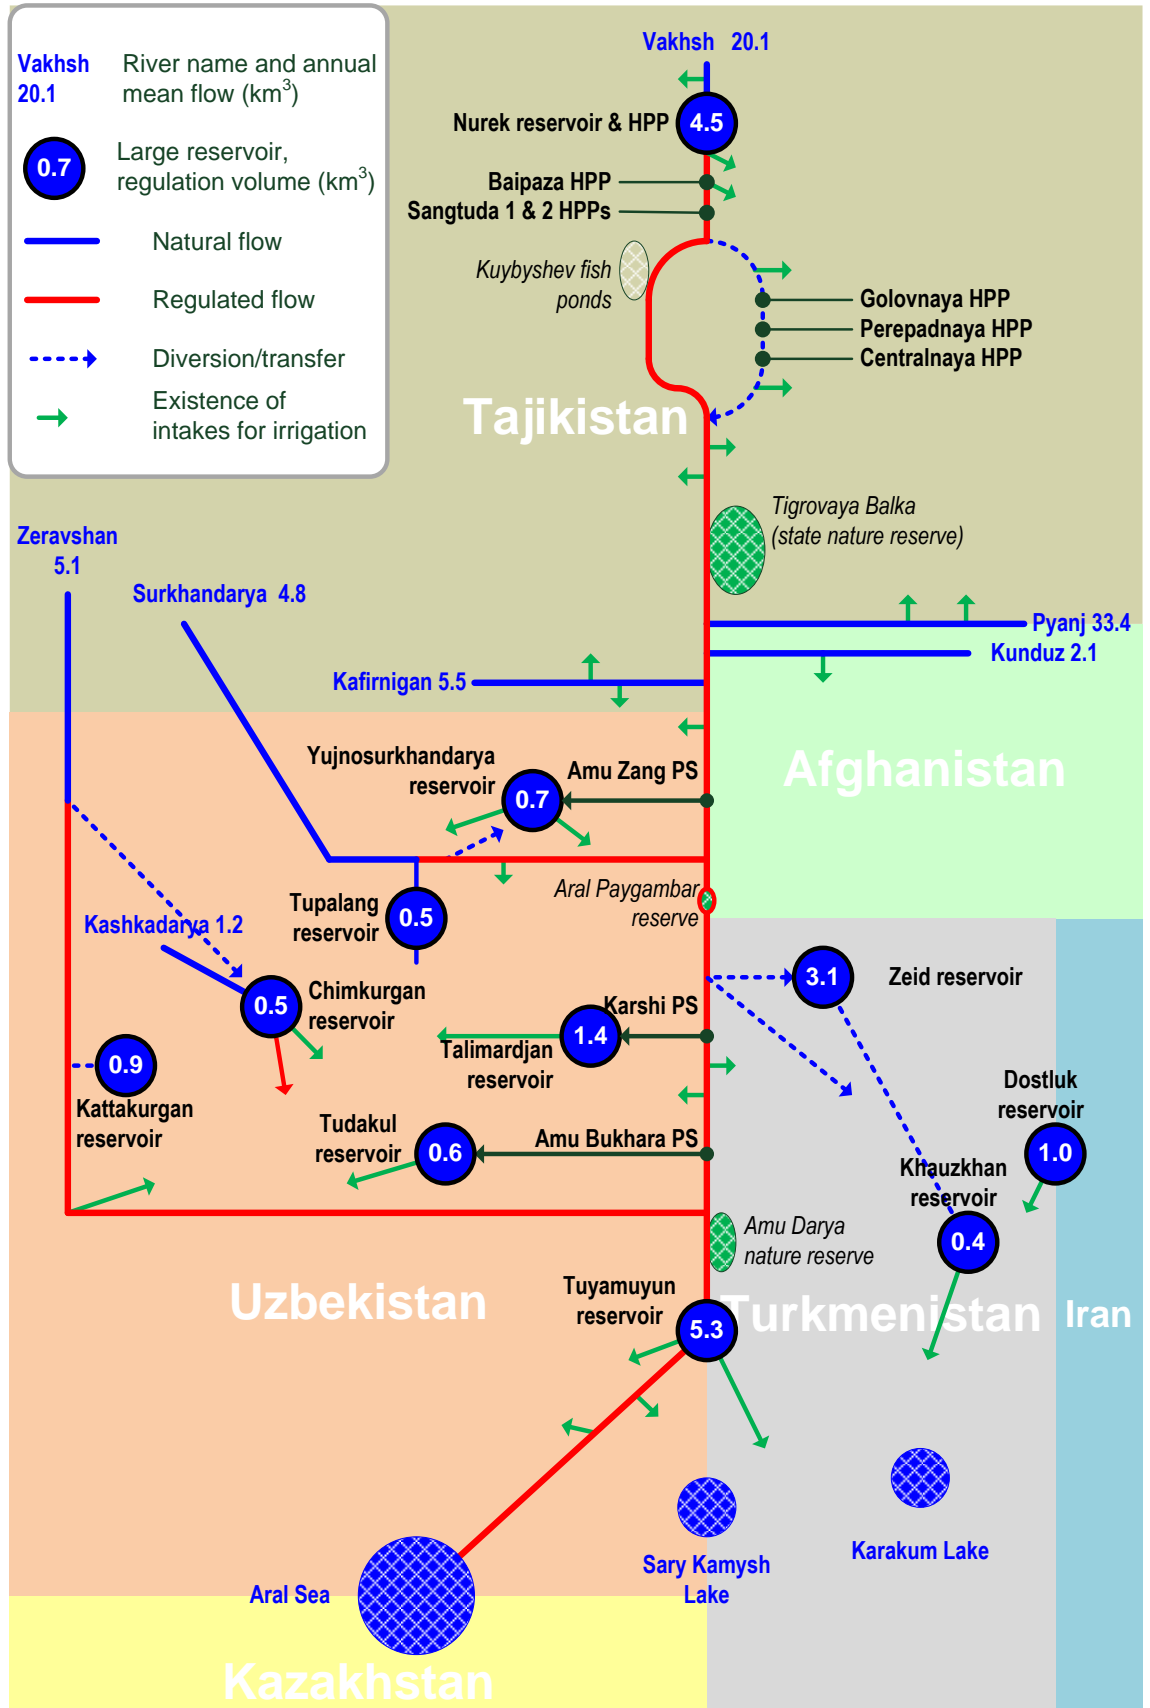 Vakhsh
20.1
River name and annual
mean flow (km³)
0.7
Large reservoir,
regulation volume (km³)
Natural flow
Regulated flow
Diversion/transfer
Existence of
intakes for irrigation
Vakhsh 20.1
Nurek reservoir & HPP
4.5
Baipaza HPP
Sangtuda 1 & 2 HPPs
Kuybyshev fish
ponds
Golovnaya HPP
Perepadnaya HPP
Centralnaya HPP
Tajikistan
Tigrovaya Balka
(state nature reserve)
Zeravshan
5.1
Surkhandarya 4.8
Pyanj 33.4
Kunduz 2.1
Kafirnigan 5.5
Yujnosurkhandarya
reservoir
0.7
Amu Zang PS
Afghanistan
Tupalang
reservoir
0.5
Aral Paygambar
reserve
Kashkadarya 1.2
Chimkurgan
reservoir
0.5
3.1
Zeid reservoir
Karshi PS
1.4
Talimardjan
reservoir
0.9
Kattakurgan
reservoir
Dostluk
reservoir
1.0
Tudakul
reservoir
0.6
Amu Bukhara PS
Khauzkhan
reservoir
0.4
Amu Darya
nature reserve
Uzbekistan
Tuyamuyun
reservoir
5.3
Turkmenistan
Iran
Karakum Lake
Sary Kamysh
Lake
Aral Sea
Kazakhstan